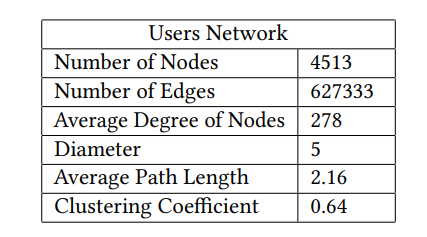 Users Network
Number of Nodes 4513
Number of Edges 627333
Average Degree of Nodes 278
Diameter 5
Average Path Length 2.16
Clustering Coefficient 0.64